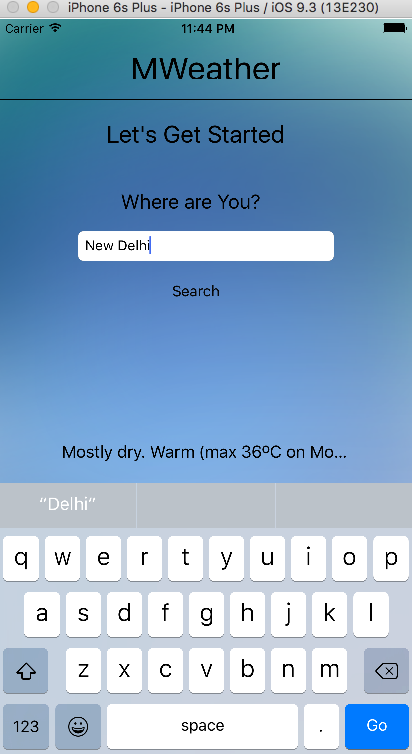 iPhone 6s Plus - iPhone 6s Plus / iOS 9.3 (13E230)
Carrier 11:44 PM
MWeather
Let's Get Started
Where are You?
New Delhi
Search
Mostly dry. Warm (max 36ºC on Mo...
“Delhi”
q w e r t y u i o p
a s d f g h j k l
z x c v b n m
123 space . Go